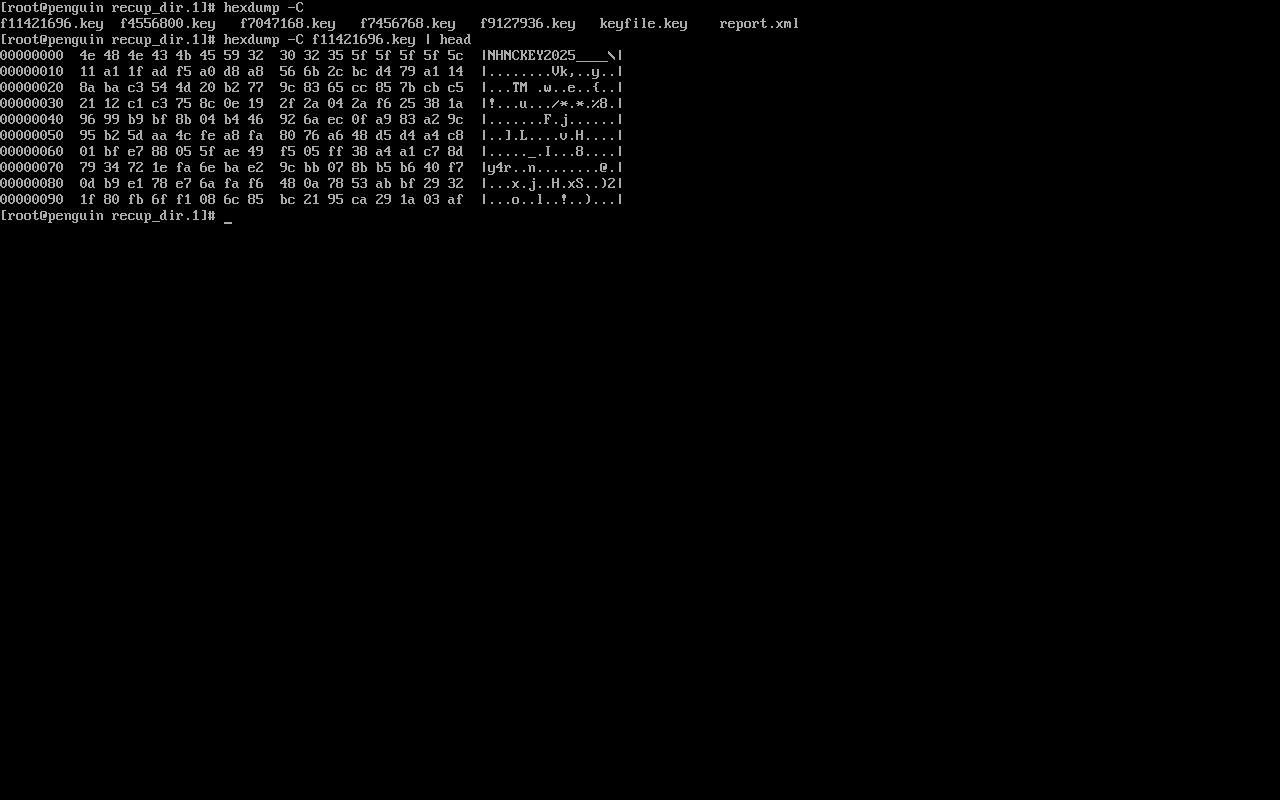 [root@penguin recup_dir.1]# hexdump -C
f11421696.key  f4556800.key   f7047168.key   f7456768.key   f9127936.key   keyfile.key    report.xml
[root@penguin recup_dir.1]# hexdump -C f11421696.key | head
00000000  4e 48 4e 43 4b 45 59 32  30 32 35 5f 5f 5f 5f 5c  |NHNCKEY2025____\|
00000010  11 a1 1f ad f5 a0 d8 a8  56 6b 2c bc d4 79 a1 14  |........Vk,..y..|
00000020  8a ba c3 54 4d 20 b2 77  9c 83 65 cc 85 7b cb c5  |...TM .w..e..{..|
00000030  21 12 c1 c3 75 8c 0e 19  2f 2a 04 2a f6 25 38 1a  |!...u.../*.*.%8.|
00000040  96 99 b9 bf 8b 04 b4 46  92 6a ec 0f a9 83 a2 9c  |.......F.j......|
00000050  95 b2 5d aa 4c fe a8 fa  80 76 a6 48 d5 d4 a4 c8  |..].L....v.H....|
00000060  01 bf e7 88 05 5f ae 49  f5 05 ff 38 a4 a1 c7 8d  |....._.I...8....|
00000070  79 34 72 1e fa 6e ba e2  9c bb 07 8b b5 b6 40 f7  |y4r..n........@.|
00000080  0d b9 e1 78 e7 6a fa f6  48 0a 78 53 ab bf 29 32  |...x.j..H.xS..)2|
00000090  1f 80 fb 6f f1 08 6c 85  bc 21 95 ca 29 1a 03 af  |...o..l..!..)...|
[root@penguin recup_dir.1]# _